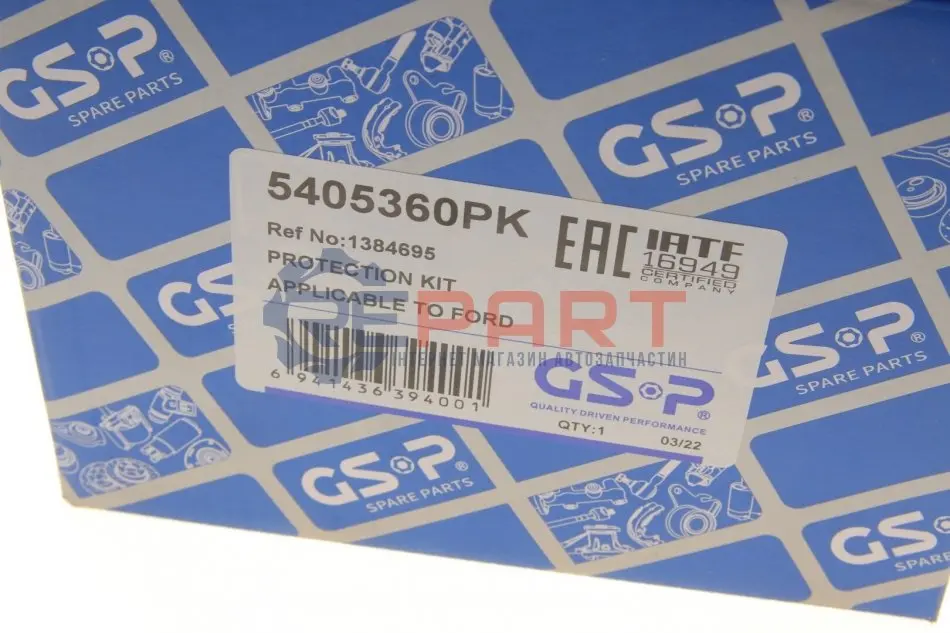 GS·P®
SPARE PARTS
GS·P®
SPARE PARTS
5405360PK
Ref No:1384695
PROTECTION KIT
APPLICABLE TO FORD
EAC
IATF
16949
CERTIFIED
COMPANY
PART
ИНТЕРНЕТ МАГАЗИН АВТОЗАПЧАСТИН
6 941436 394001
GS·P®
QUALITY DRIVEN PERFORMANCE
QTY:1
03/22
GS·P®
SPARE PARTS
GS·P®
SPARE PARTS
GS·P
SPARE PARTS